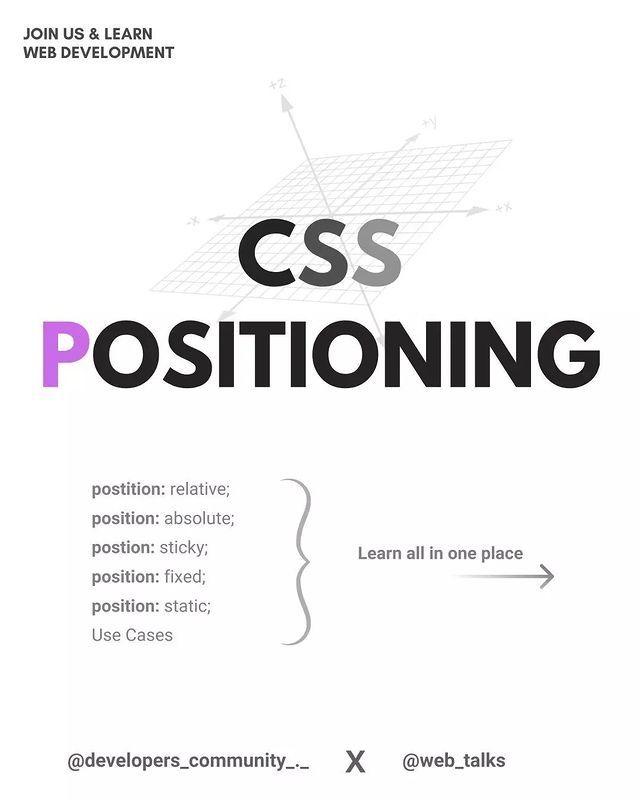 JOIN US & LEARN
WEB DEVELOPMENT
+z
+y
-x
+x
CSS
POSITIONING
postition: relative;
position: absolute;
postion: sticky;
position: fixed;
position: static;
Use Cases
Learn all in one place
@developers_community_._ X @web_talks